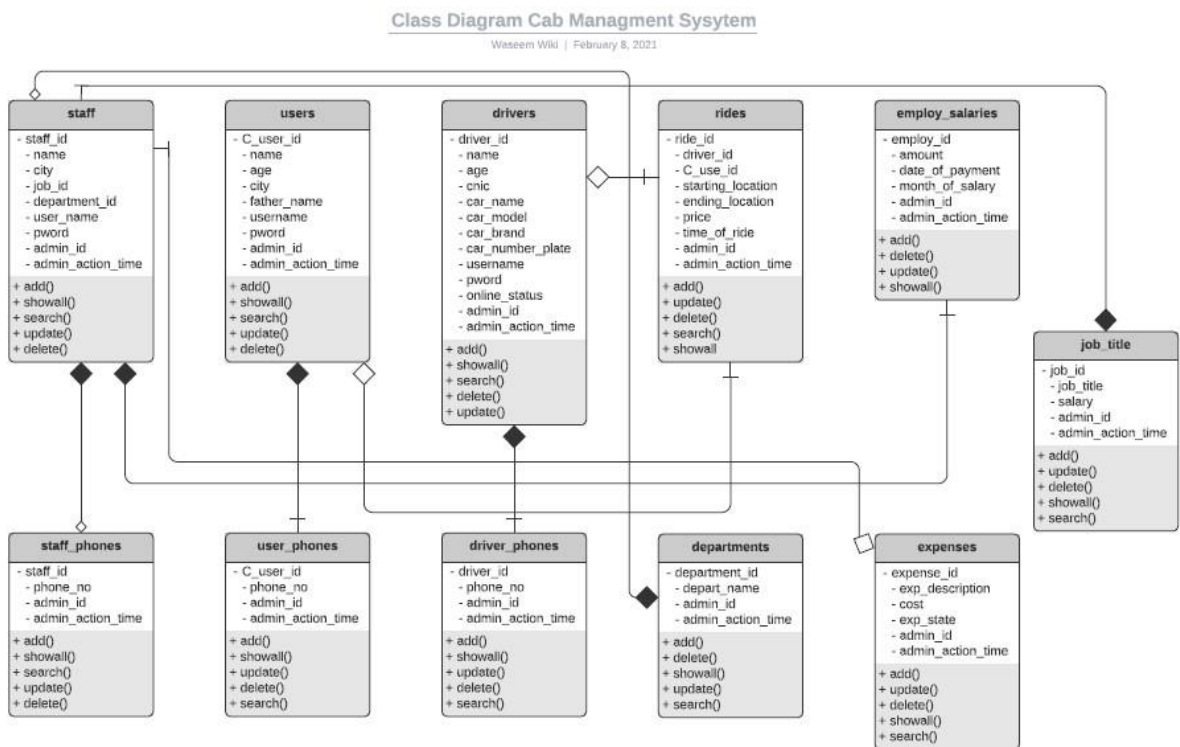 Class Diagram Cab Managment Sysytem
Waseem Wiki | February 8, 2021
staff
- staff_id
- name
- city
- job_id
- department_id
- user_name
- pword
- admin_id
- admin_action_time
+ add()
+ showall()
+ search()
+ update()
+ delete()
users
- C_user_id
- name
- age
- city
- father_name
- username
- pword
- admin_id
- admin_action_time
+ add()
+ showall()
+ search()
+ update()
+ delete()
drivers
- driver_id
- name
- age
- cnic
- car_name
- car_model
- car_brand
- car_number_plate
- username
- pword
- online_status
- admin_id
- admin_action_time
+ add()
+ showall()
+ search()
+ delete()
+ update()
rides
- ride_id
- driver_id
- C_use_id
- starting_location
- ending_location
- price
- time_of_ride
- admin_id
- admin_action_time
+ add()
+ update()
+ delete()
+ search()
+ showall
employ_salaries
- employ_id
- amount
- date_of_payment
- month_of_salary
- admin_id
- admin_action_time
+ add()
+ delete()
+ update()
+ showall()
job_title
- job_id
- job_title
- salary
- admin_id
- admin_action_time
+ add()
+ update()
+ delete()
+ showall()
+ search()
staff_phones
- staff_id
- phone_no
- admin_id
- admin_action_time
+ add()
+ showall()
+ search()
+ update()
+ delete()
user_phones
- C_user_id
- phone_no
- admin_id
- admin_action_time
+ add()
+ showall()
+ update()
+ delete()
+ search()
driver_phones
- driver_id
- phone_no
- admin_id
- admin_action_time
+ add()
+ showall()
+ update()
+ delete()
+ search()
departments
- department_id
- depart_name
- admin_id
- admin_action_time
+ add()
+ delete()
+ showall()
+ update()
+ search()
expenses
- expense_id
- exp_description
- cost
- exp_state
- admin_id
- admin_action_time
+ add()
+ update()
+ delete()
+ showall()
+ search()